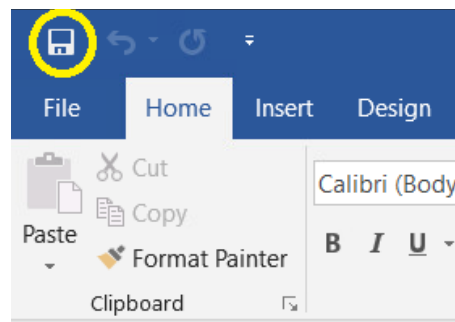 File Home Insert Design
Cut
Calibri (Body
Copy
Paste
B I U
Format Painter
Clipboard